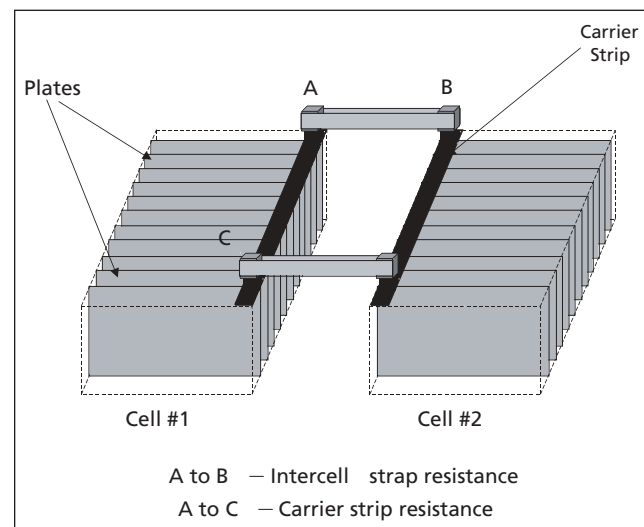 Carrier
Strip
A
B
Plates
C
Cell #1
Cell #2
A to B – Intercell strap resistance
A to C – Carrier strip resistance